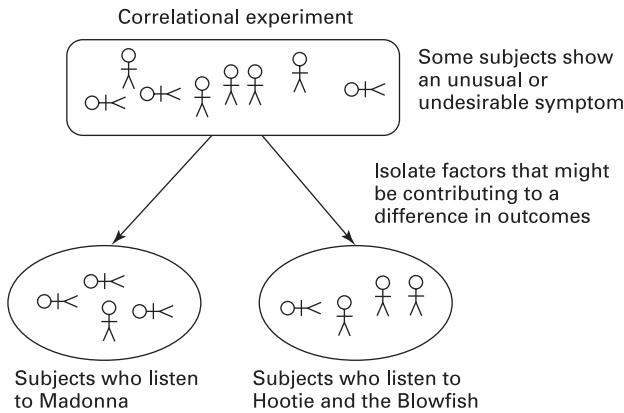 Correlational experiment
Some subjects show
an unusual or
undesirable symptom
Isolate factors that might
be contributing to a
difference in outcomes
Subjects who listen
to Madonna
Subjects who listen to
Hootie and the Blowfish